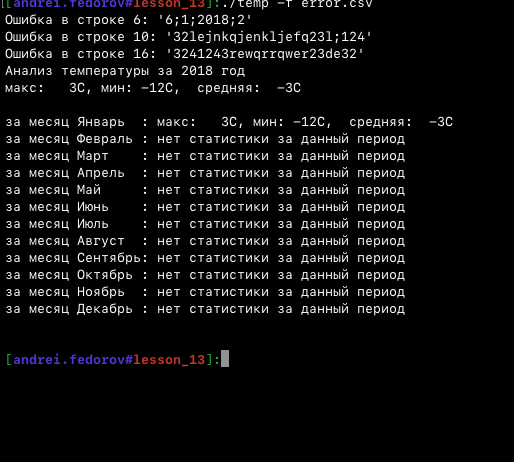 [[andrei.fedorov#lesson_13]:./temp -f error.csv
Ошибка в строке 6: '6;1;2018;2'
Ошибка в строке 10: '32lejnkqjenkljefq23l;124'
Ошибка в строке 16: '3241243rewqrrqwer23de32'
Анализ температуры за 2018 год
макс:   3C, мин: -12C,  средняя:  -3C
за месяц Январь  : макс:   3C, мин: -12C,  средняя:  -3C
за месяц Февраль : нет статистики за данный период
за месяц Март    : нет статистики за данный период
за месяц Апрель  : нет статистики за данный период
за месяц Май     : нет статистики за данный период
за месяц Июнь    : нет статистики за данный период
за месяц Июль    : нет статистики за данный период
за месяц Август  : нет статистики за данный период
за месяц Сентябрь: нет статистики за данный период
за месяц Октябрь : нет статистики за данный период
за месяц Ноябрь  : нет статистики за данный период
за месяц Декабрь : нет статистики за данный период
[andrei.fedorov#lesson_13]: